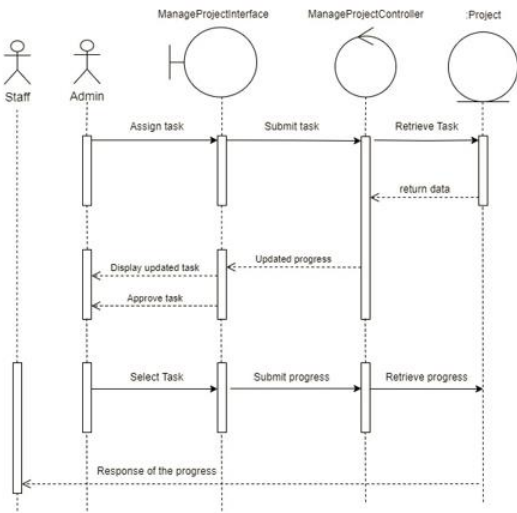 ManageProjectInterface
ManageProjectController
:Project
Staff
Admin
Assign task
Submit task
Retrieve Task
return data
Updated progress
Display updated task
Approve task
Select Task
Submit progress
Retrieve progress
Response of the progress